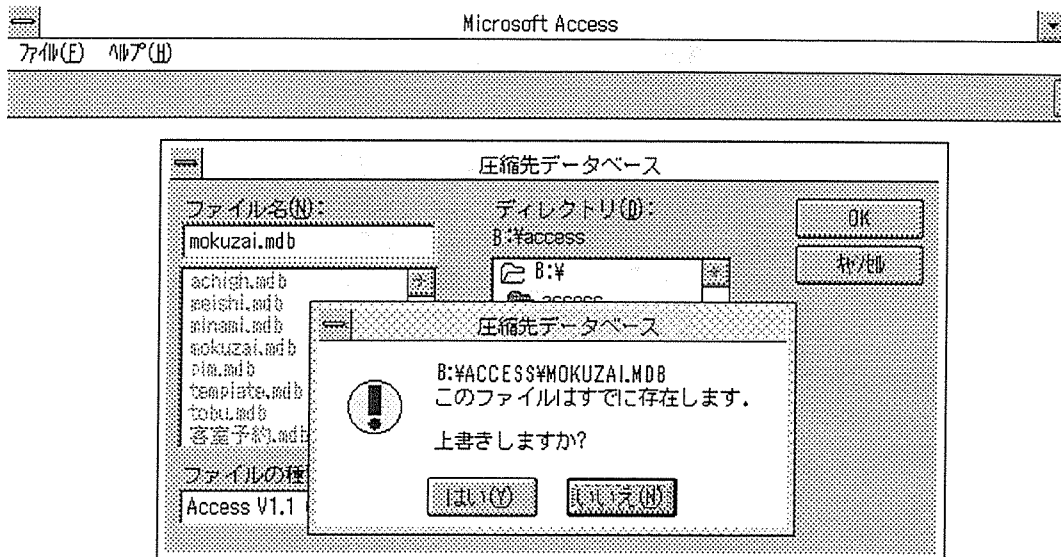 Microsoft Access
ファイル(F) ヘルプ(H)
圧縮先データベース
ファイル名(N):
mokuzai.mdb
achigh.mdb
meishi.mdb
minami.mdb
mokuzai.mdb
pim.mdb
template.mdb
tobu.mdb
客室予約.mdb
ファイルの種
Access V1.1
ディレクトリ(D):
B:¥access
B:¥
access
OK
キャンセル
圧縮先データベース
B:¥ACCESS¥MOKUZAI.MDB
このファイルはすでに存在します.
上書きしますか?
はい(Y)
いいえ(N)